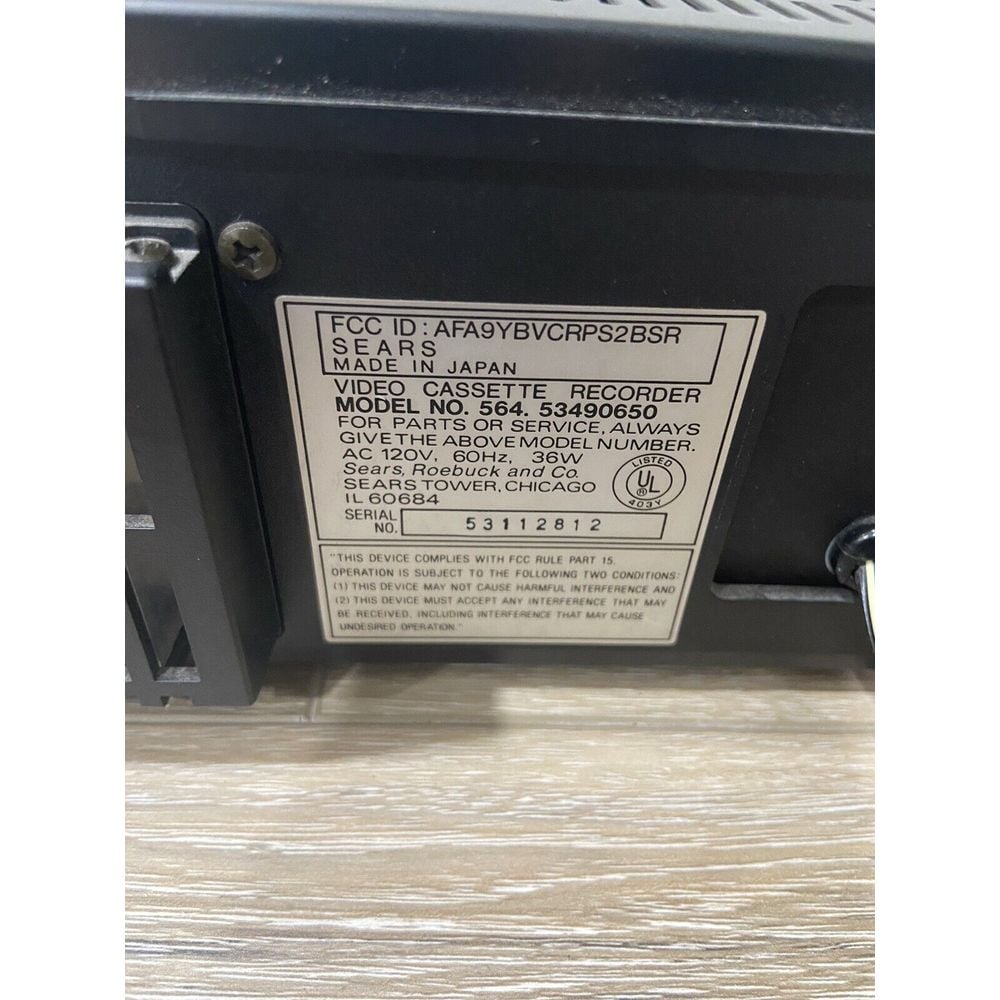 FCC ID: AFA9YBVCRPS2BSR
SEARS
MADE IN JAPAN
VIDEO CASSETTE RECORDER
MODEL NO. 564. 53490650
FOR PARTS OR SERVICE, ALWAYS
GIVE THE ABOVE MODEL NUMBER.
AC 120V, 60Hz, 36W
Sears, Roebuck and Co.
SEARS TOWER, CHICAGO
IL 60684
LISTED
UL
®
403Y
SERIAL
NO.
53112812
"THIS DEVICE COMPLIES WITH FCC RULE PART 15.
OPERATION IS SUBJECT TO THE FOLLOWING TWO CONDITIONS:
(1) THIS DEVICE MAY NOT CAUSE HARMFUL INTERFERENCE AND
(2) THIS DEVICE MUST ACCEPT ANY INTERFERENCE THAT MAY
BE RECEIVED, INCLUDING INTERFERENCE THAT MAY CAUSE
UNDESIRED OPERATION."